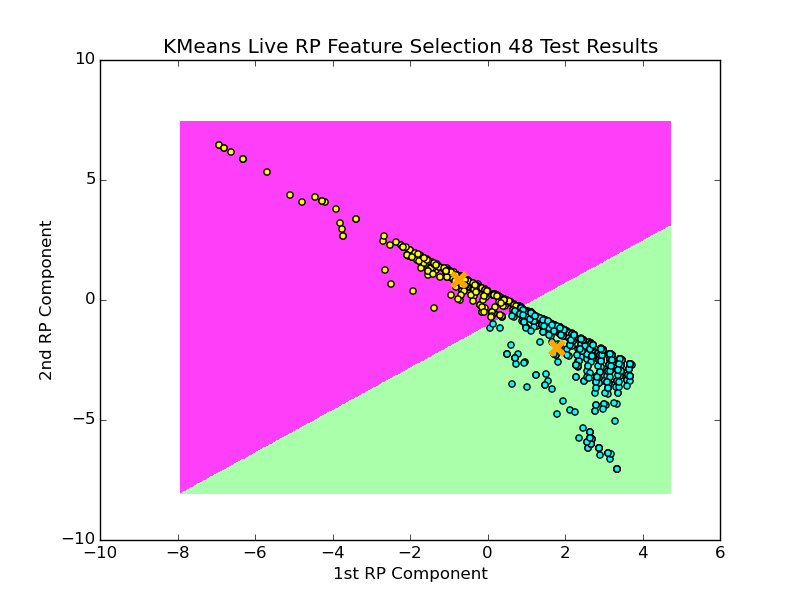 KMeans Live RP Feature Selection 48 Test Results
10
5
0
−5
−10
2nd RP Component
−10 −8 −6 −4 −2 0 2 4 6
1st RP Component